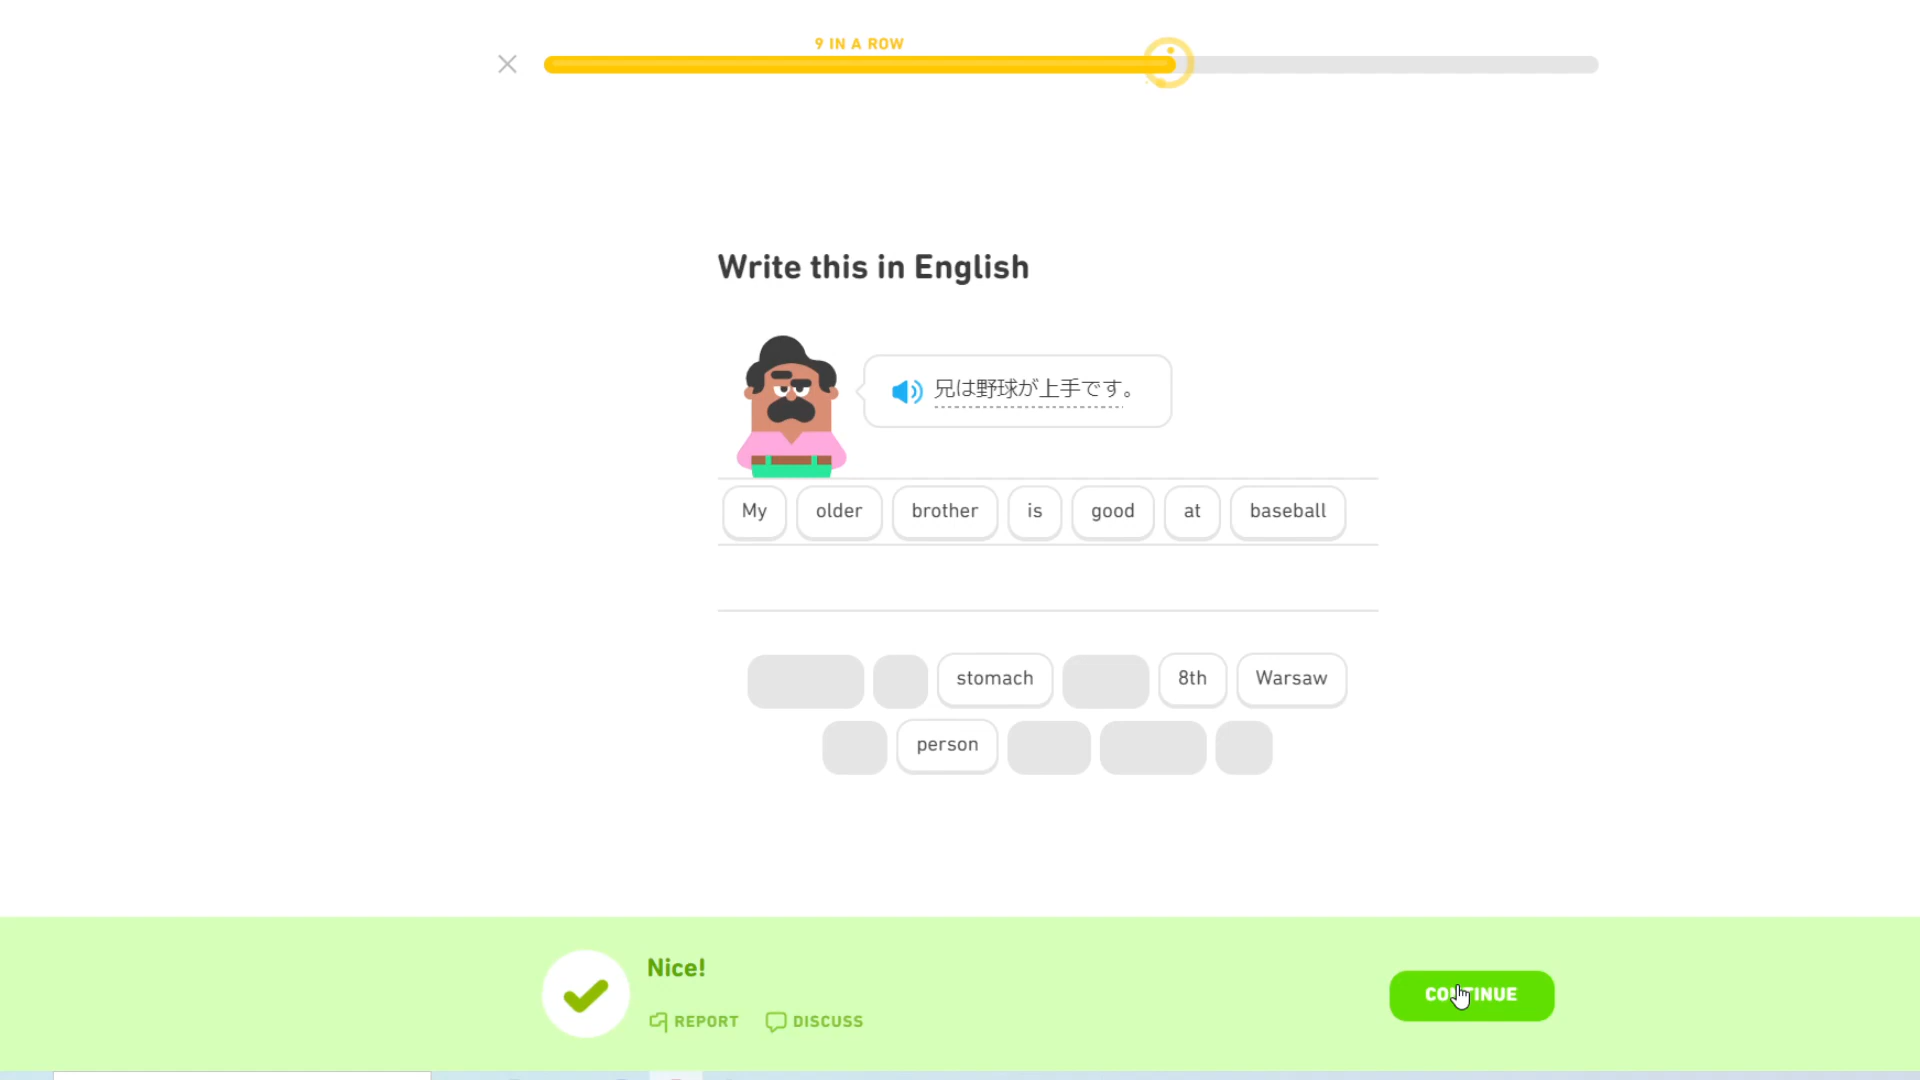 9 IN A ROW
Write this in English
兄は野球が上手です。
My older brother is good at baseball
stomach 8th Warsaw
person
Nice!
REPORT DISCUSS
CONTINUE